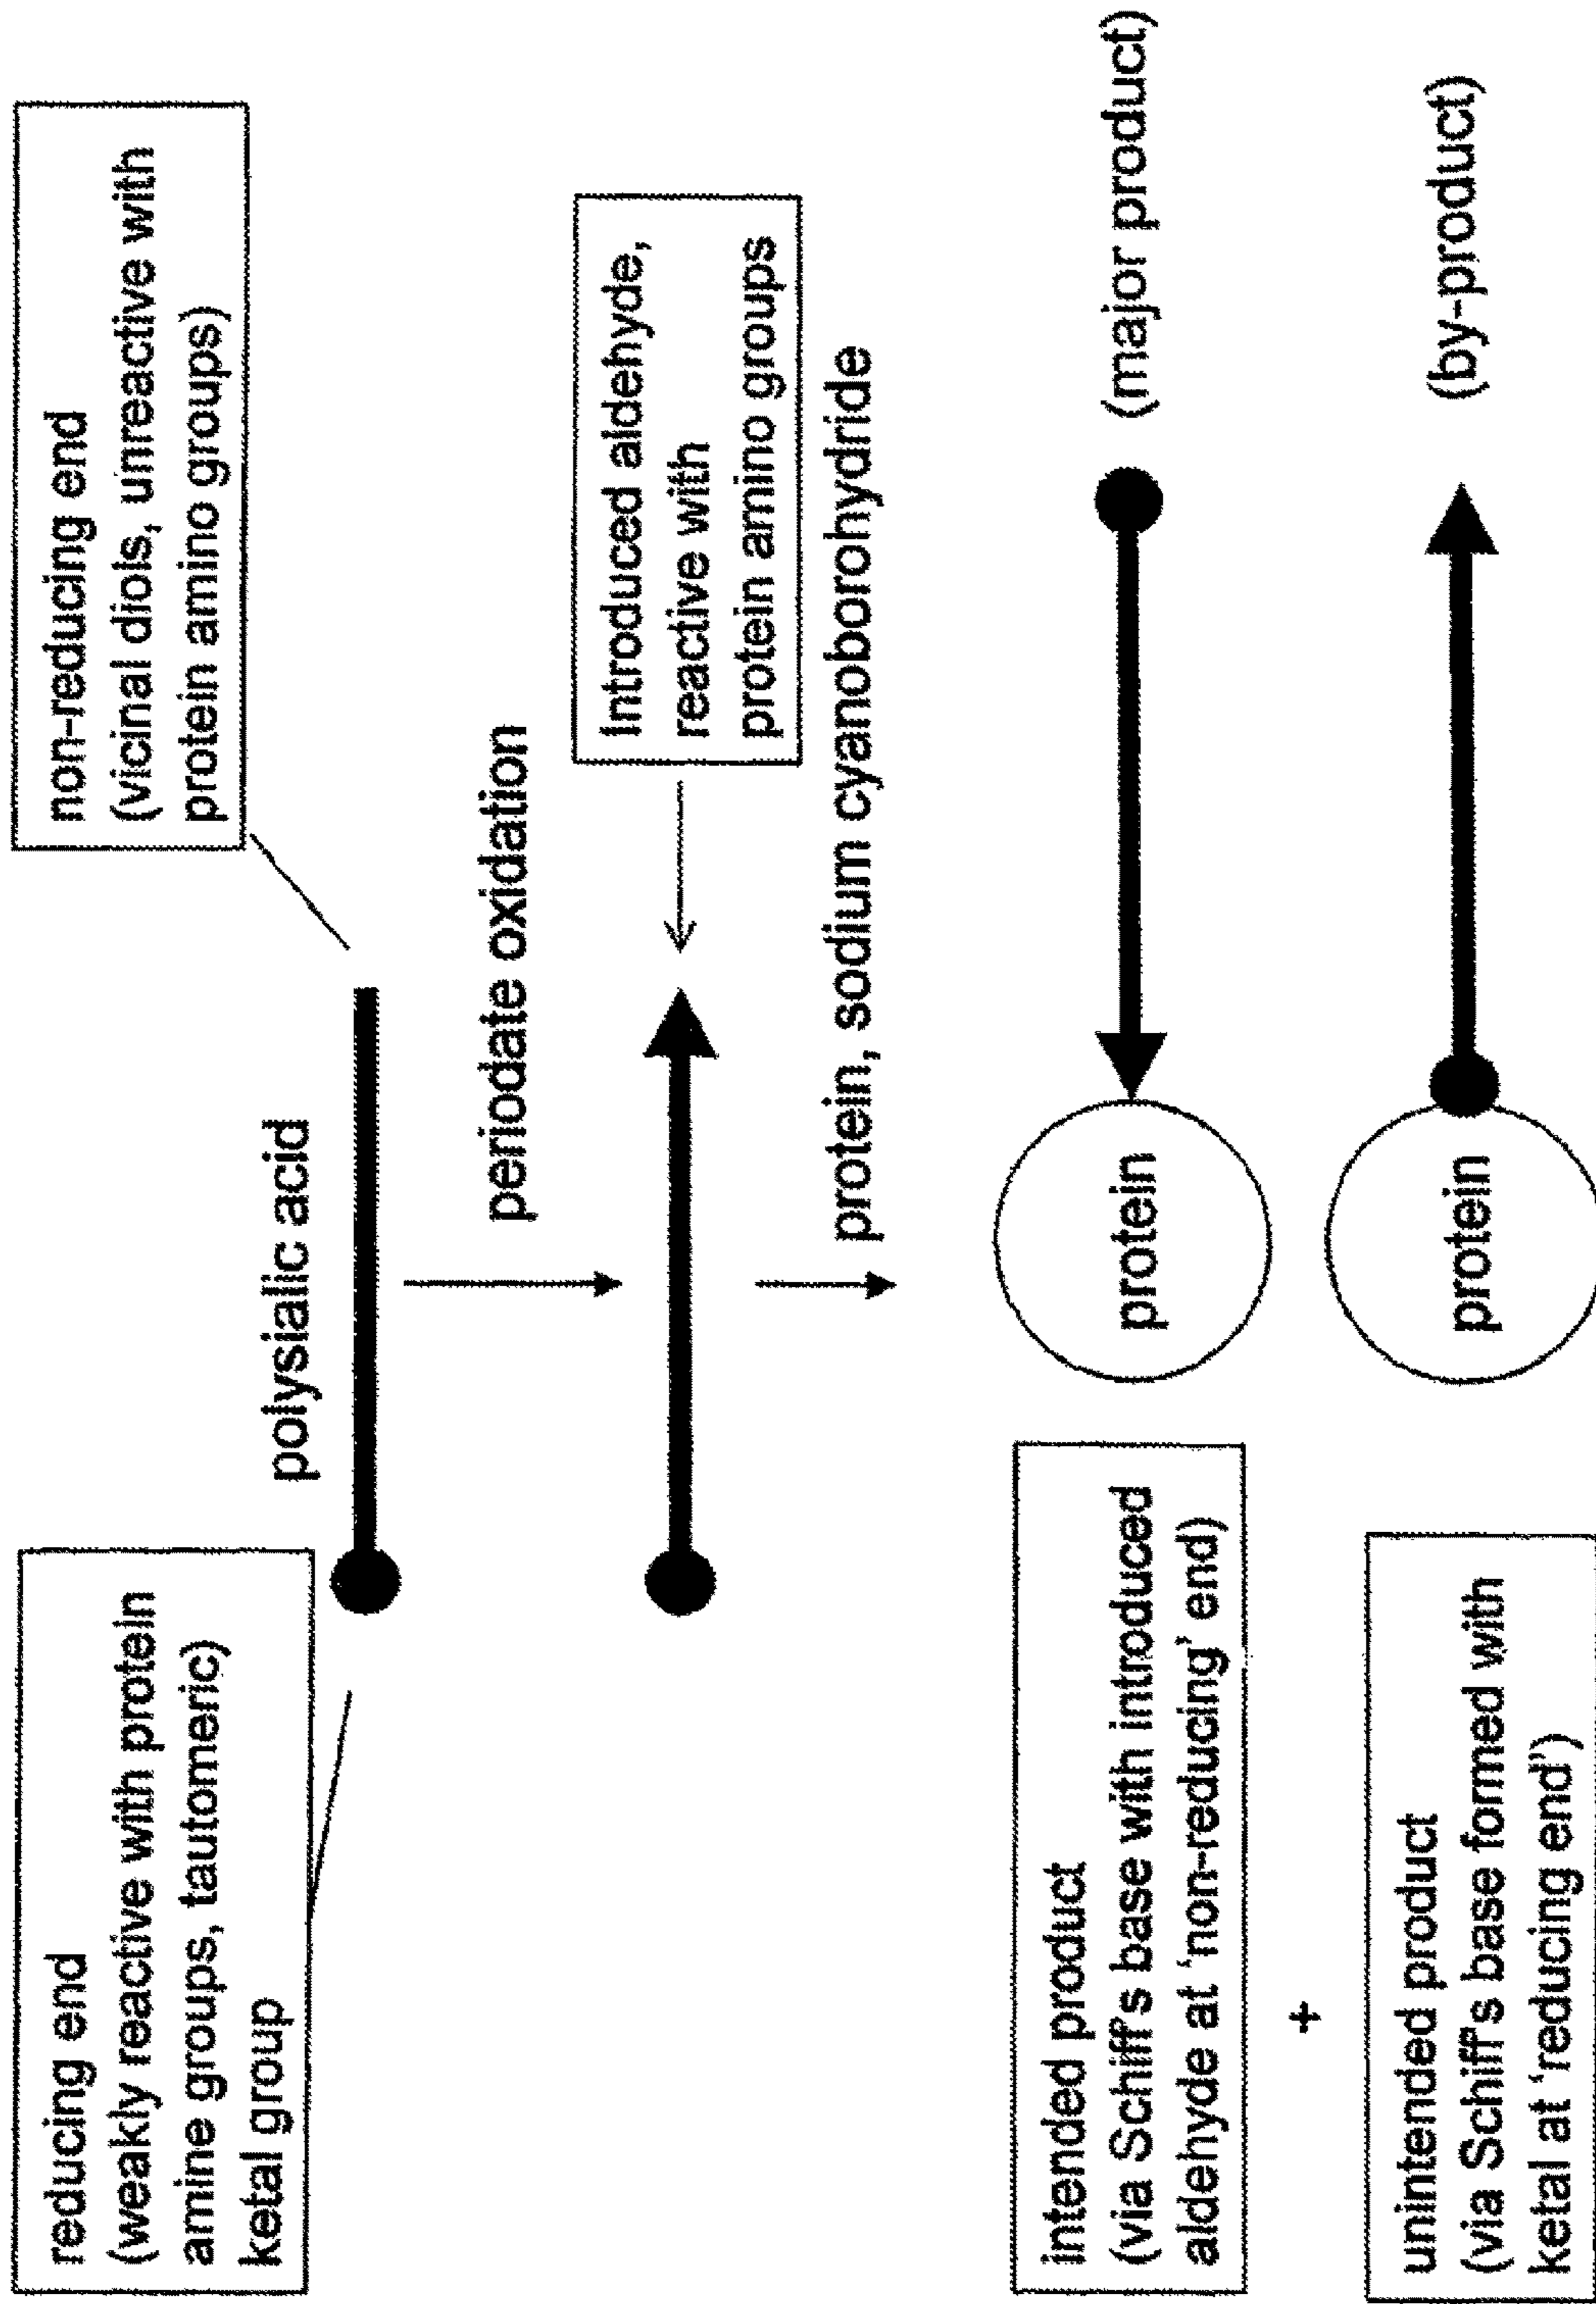 reducing end
(weakly reactive with protein
amine groups, tautomeric)
ketal group
non-reducing end
(vicinal diols, unreactive with
protein amino groups)
polysialic acid
periodate oxidation
Introduced aldehyde,
reactive with
protein amino groups
protein, sodium cyanoborohydride
intended product
(via Schiff's base with introduced
aldehyde at 'non-reducing' end)
protein
(major product)
+
unintended product
(via Schiff's base formed with
ketal at 'reducing end')
protein
(by-product)